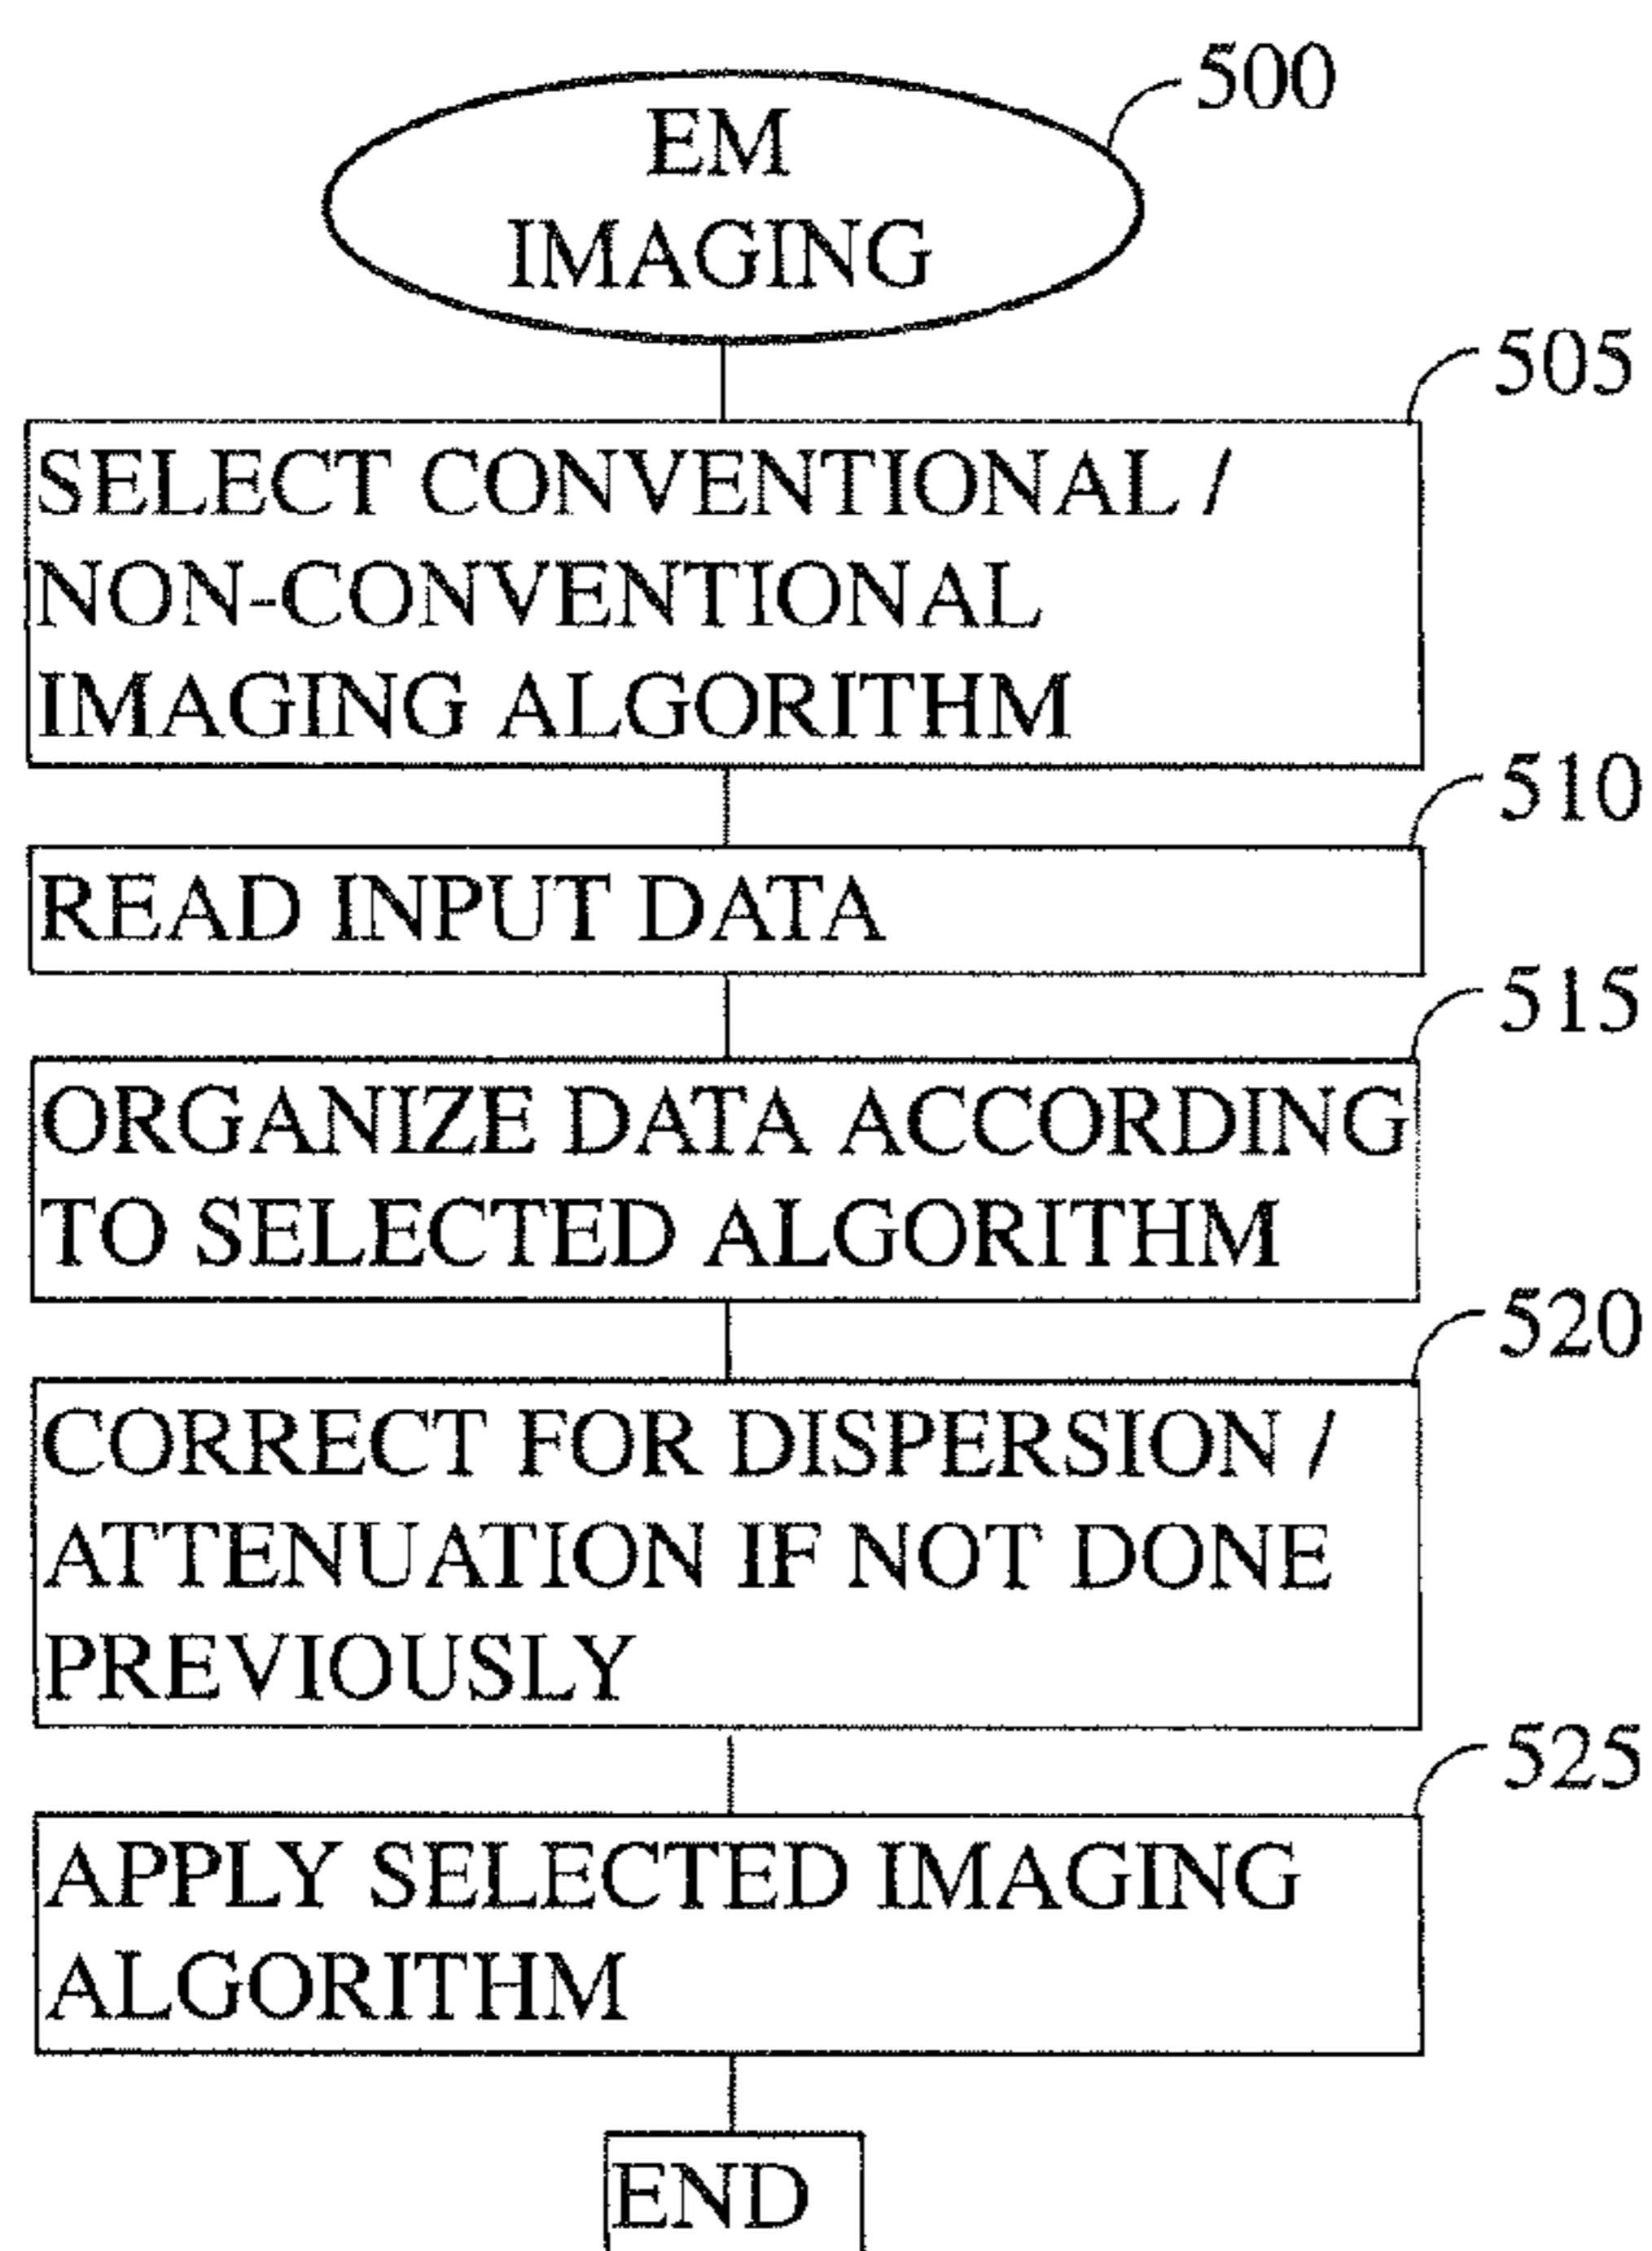 500
EM
IMAGING
505
SELECT CONVENTIONAL /
NON-CONVENTIONAL
IMAGING ALGORITHM
510
READ INPUT DATA
515
ORGANIZE DATA ACCORDING
TO SELECTED ALGORITHM
520
CORRECT FOR DISPERSION /
ATTENUATION IF NOT DONE
PREVIOUSLY
525
APPLY SELECTED IMAGING
ALGORITHM
END